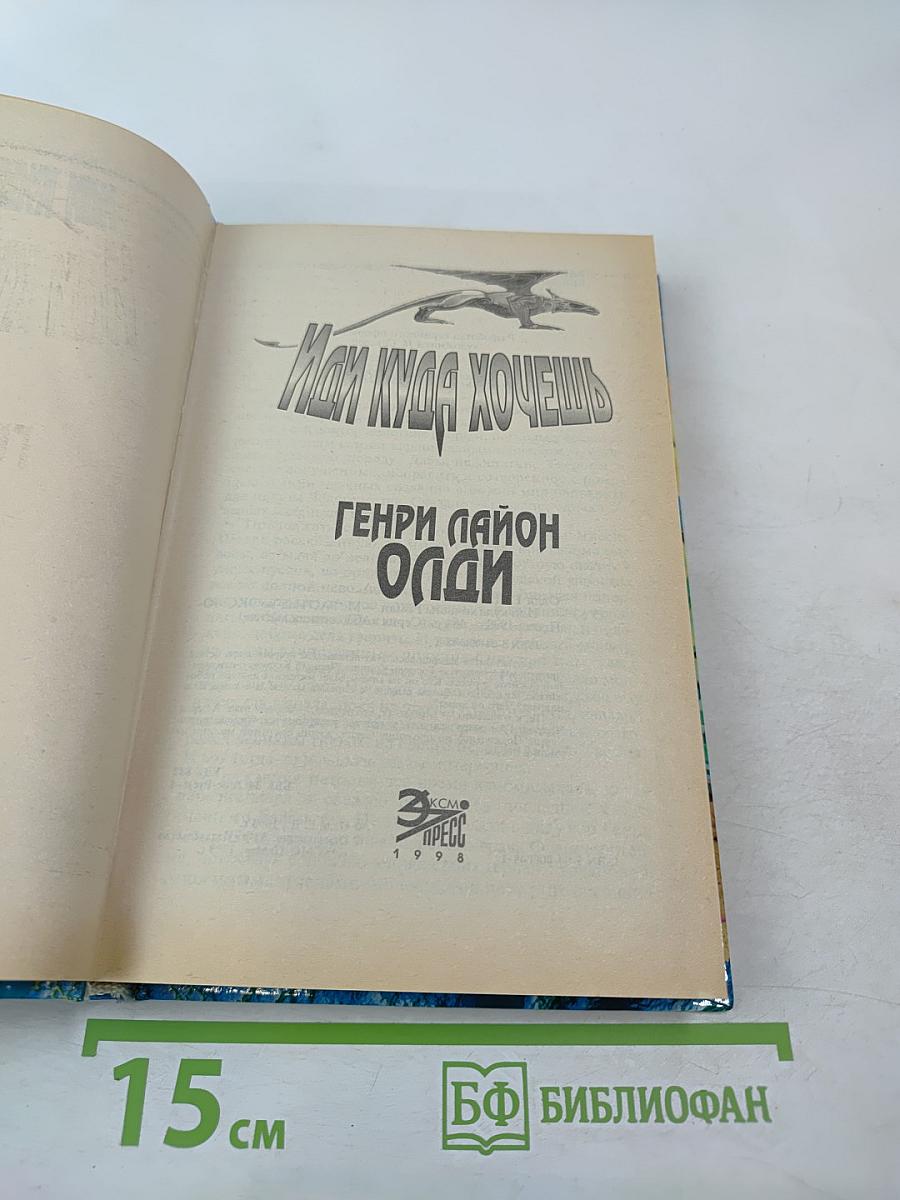 Иди куда хочешь
ГЕНРИ ЛАЙОН
ОЛДИ
ЭКСМО
ПРЕСС
1998
15 см
БФ БИБЛИОФАН